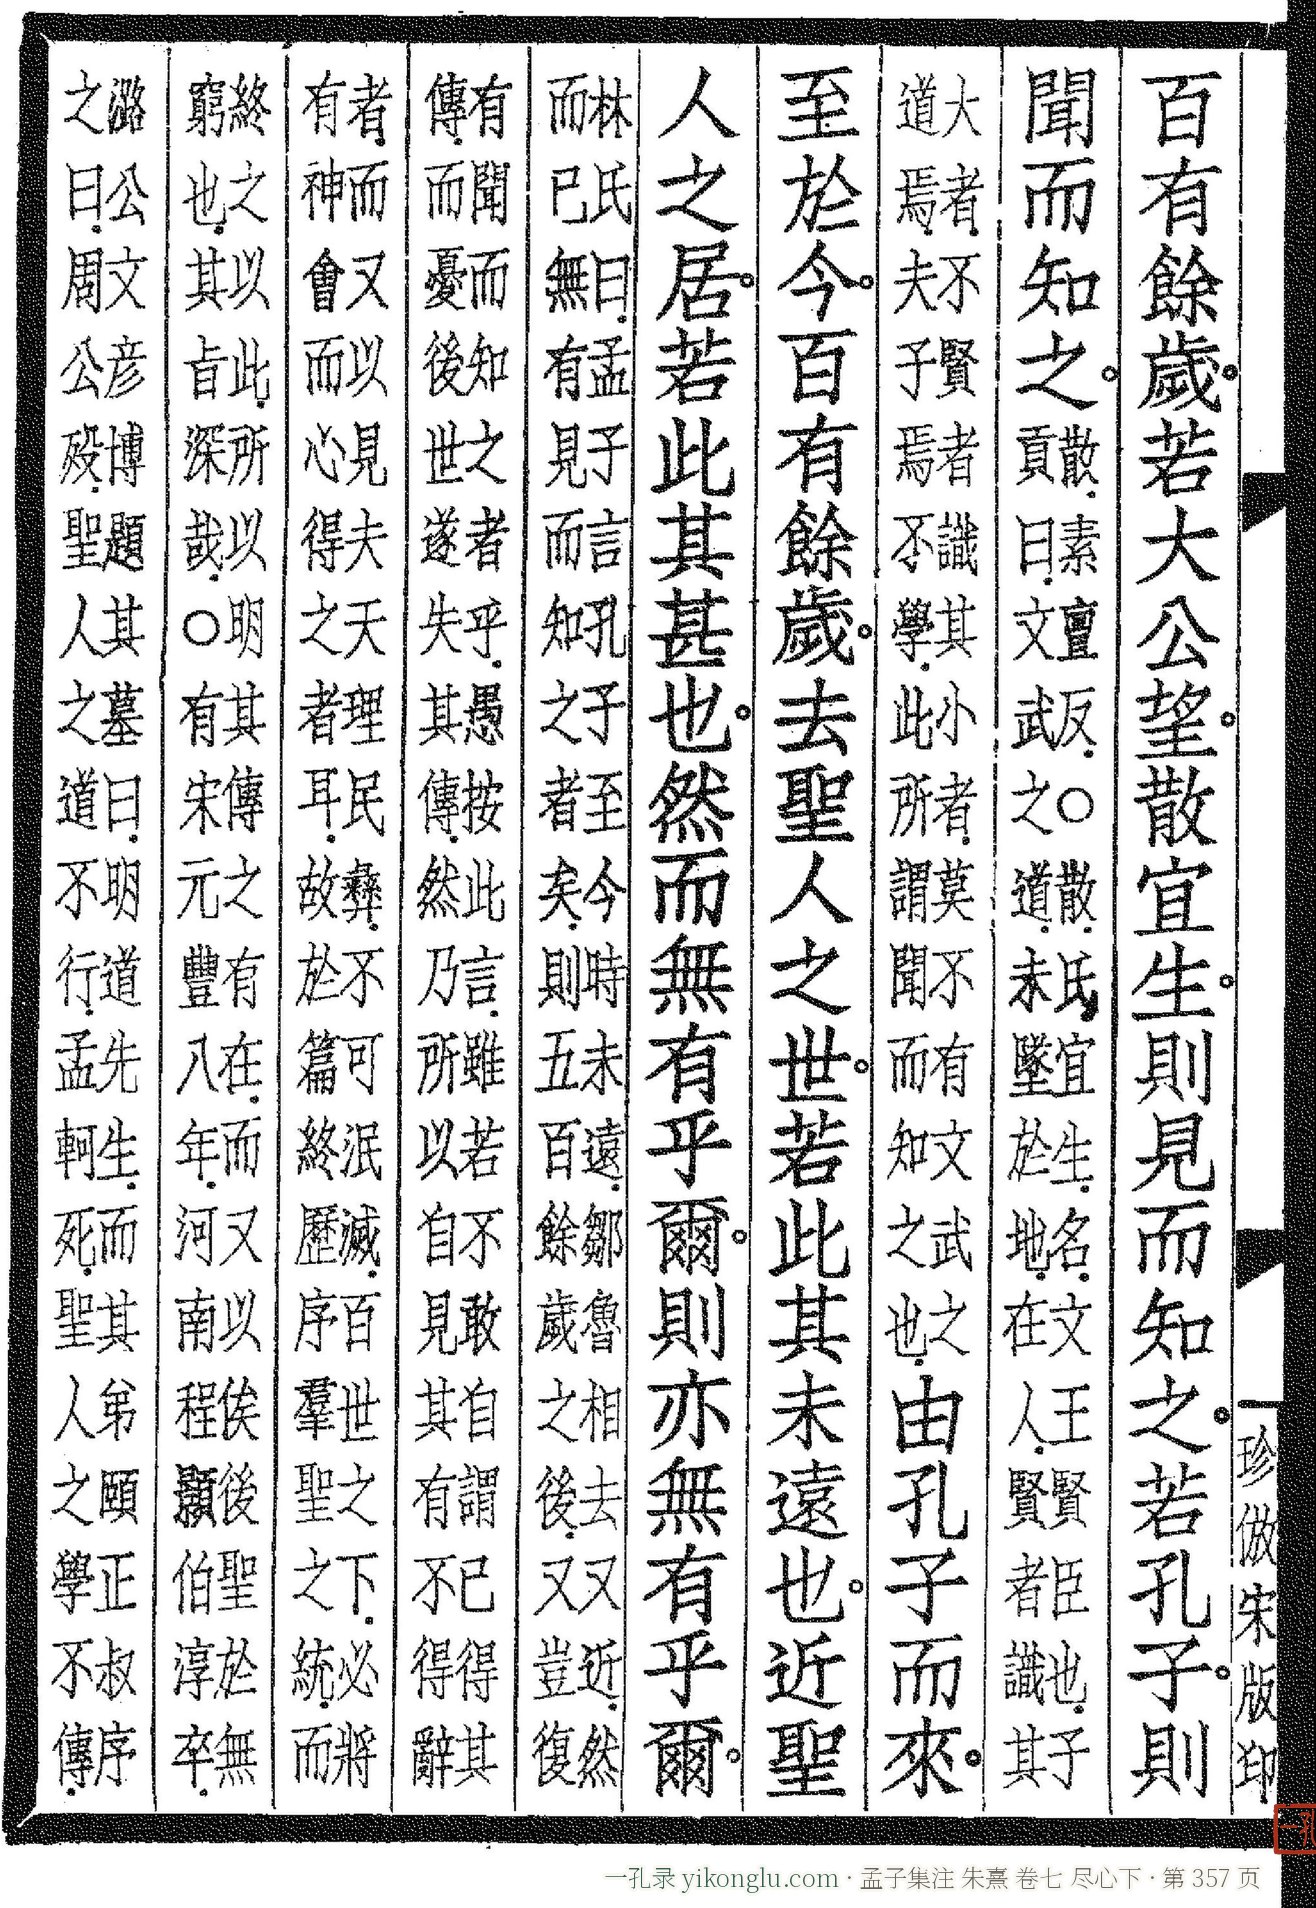 珍倣宋版印
百有餘歲。若大公望。散宜生。則見而知之。若孔子。則
聞而知之。
散.素亶反.○散.氏.宜生.名.文王賢臣也.子
貢曰.文武之道.未墜於地.在人.賢者識其
大者.不賢者識其小者.莫不有文武之
道焉.夫子焉不學.此所謂聞而知之也.
由孔子而來。
至於今。百有餘歲。去聖人之世。若此其未遠也。近聖
人之居。若此其甚也。然而無有乎爾。則亦無有乎爾。
林氏曰.孟子言孔子至今時未遠.鄒魯相去又近.然
而已無有見而知之者矣.則五百餘歲之後.又豈復
有聞而知之者乎.愚按此言.雖若不敢自謂已得其
傳.而憂後世遂失其傳.然乃所以自見其有不得辭
者.而又以見夫天理民彝.不可泯滅.百世之下.必將
有神會而心得之者耳.故於篇終歷序羣聖之統.而
終之以此.所以明其傳之有在.而又以俟後聖於無
窮也.其旨深哉.○有宋元豐八年.河南程顥伯淳卒.
潞公文彥博題其墓曰.明道先生.而其弟頤正叔序
之曰.周公歿.聖人之道不行.孟軻死.聖人之學不傳.
一孔
一孔录 yikonglu.com · 孟子集注 朱熹 卷七 尽心下 · 第 357 页